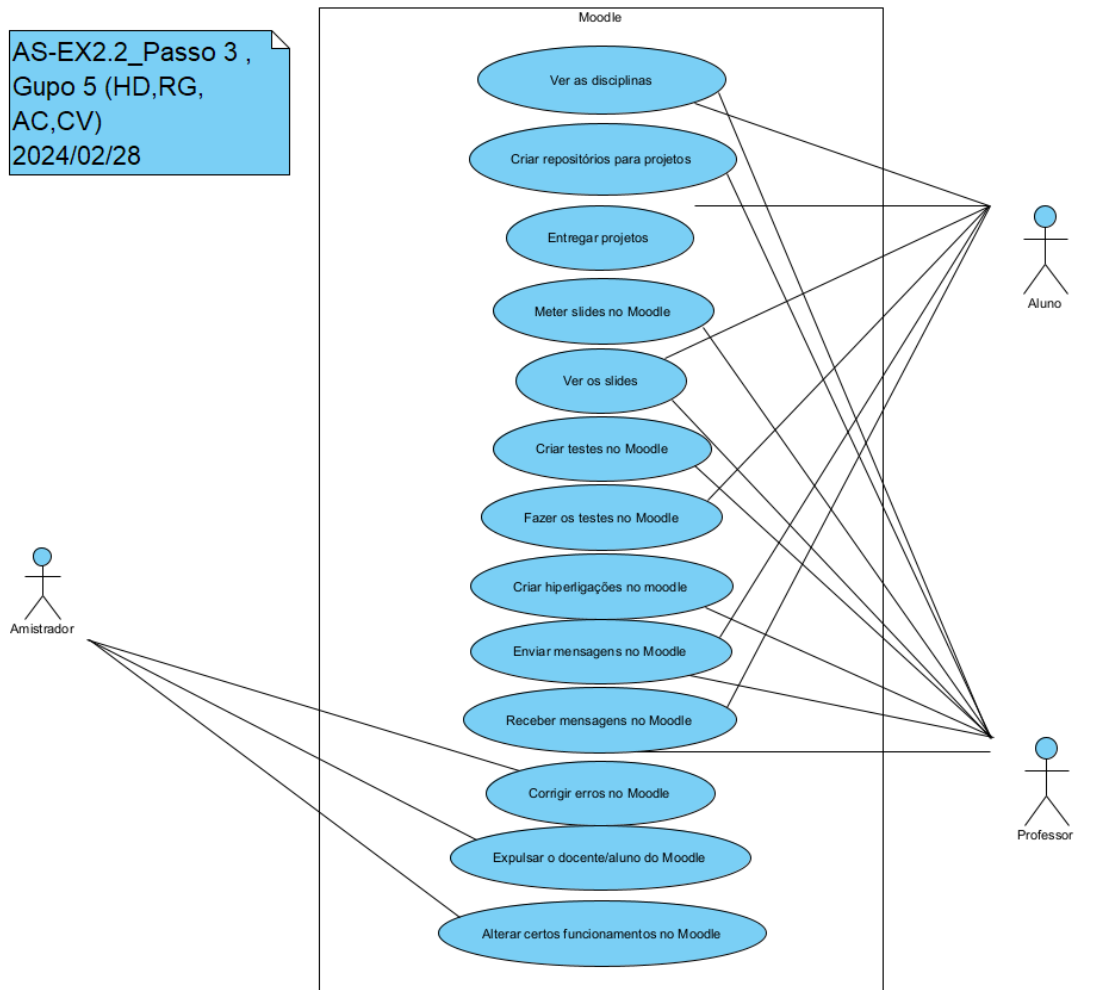 Moodle
AS-EX2.2_Passo 3 ,
Gupo 5 (HD,RG,
AC,CV)
2024/02/28
Ver as disciplinas
Criar repositórios para projetos
Entregar projetos
Meter slides no Moodle
Aluno
Ver os slides
Criar testes no Moodle
Fazer os testes no Moodle
Criar hiperligações no moodle
Amistrador
Enviar mensagens no Moodle
Receber mensagens no Moodle
Corrigir erros no Moodle
Professor
Expulsar o docente/aluno do Moodle
Alterar certos funcionamentos no Moodle